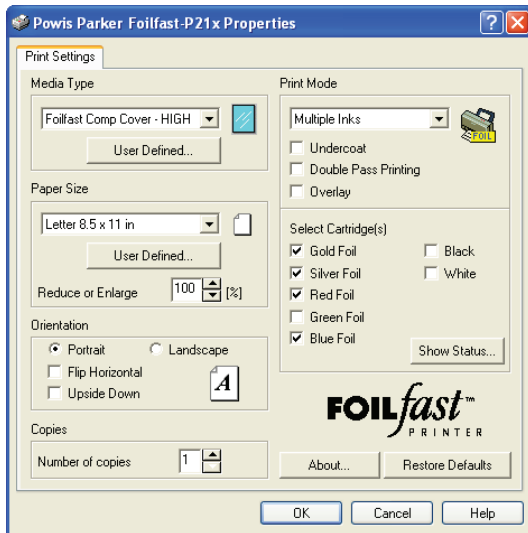 Powis Parker Foilfast-P21x Properties
Print Settings
Media Type
Foilfast Comp Cover - HIGH
User Defined...
Paper Size
Letter 8.5 x 11 in
User Defined...
Reduce or Enlarge 100 [%]
Orientation
Portrait Landscape
Flip Horizontal
Upside Down
A
Copies
Number of copies 1
Print Mode
Multiple Inks
FOIL
Undercoat
Double Pass Printing
Overlay
Select Cartridge(s)
Gold Foil Black
Silver Foil White
Red Foil
Green Foil
Blue Foil
Show Status...
FOILfast™
PRINTER
About... Restore Defaults
OK Cancel Help